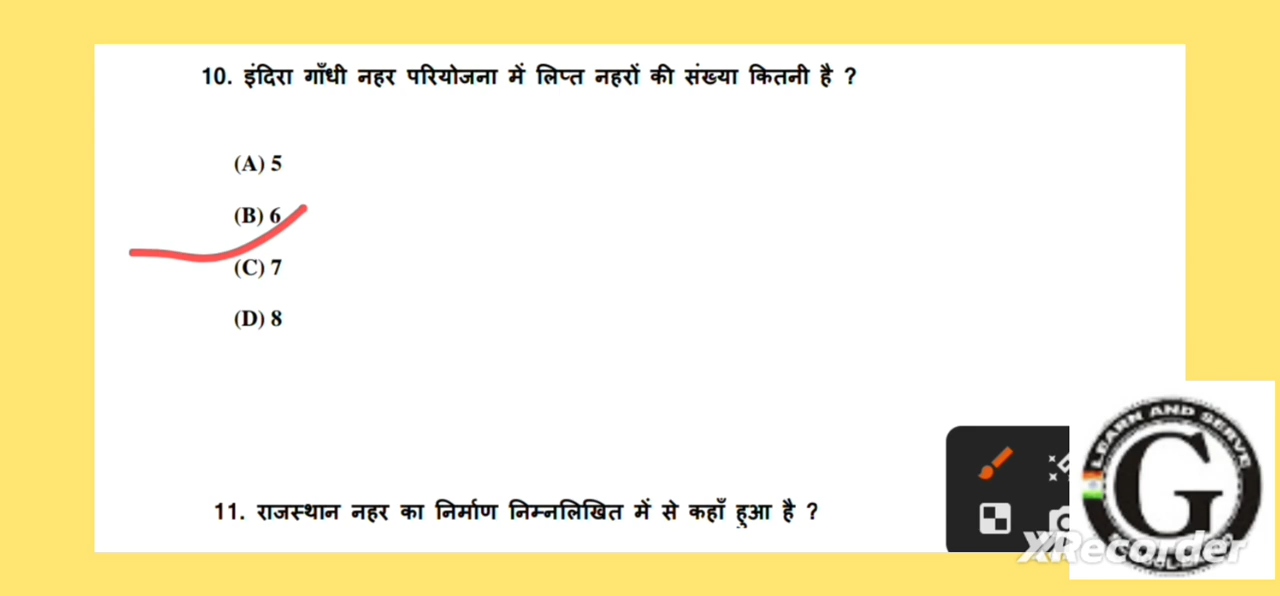 10. इंदिरा गाँधी नहर परियोजना में लिप्त नहरों की संख्या कितनी है ?
(A) 5
(B) 6
(C) 7
(D) 8
11. राजस्थान नहर का निर्माण निम्नलिखित में से कहाँ हुआ है ?
LEARN AND SERVE
G
XRecorder